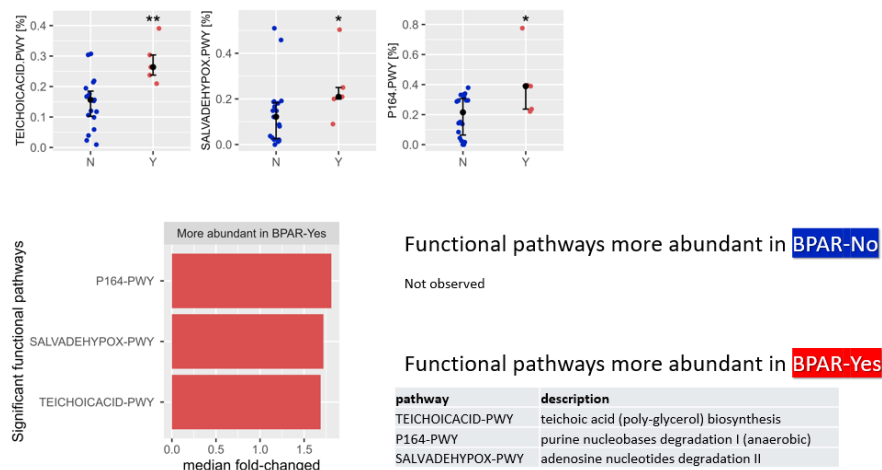 TEICHOICACID.PWY [%]
0.4
0.3
0.2
0.1
0.0
**
N Y
SALVADEHYPOX.PWY [%]
0.4
0.2
0.0
*
N Y
P164.PWY [%]
0.6
0.4
0.2
0.0
*
N Y
Significant functional pathways
More abundant in BPAR-Yes
P164-PWY
SALVADEHYPOX-PWY
TEICHOICACID-PWY
0.0 0.5 1.0 1.5
median fold-changed
Functional pathways more abundant in BPAR-No
Not observed
Functional pathways more abundant in BPAR-Yes
pathway description
TEICHOICACID-PWY teichoic acid (poly-glycerol) biosynthesis
P164-PWY purine nucleobases degradation I (anaerobic)
SALVADEHYPOX-PWY adenosine nucleotides degradation II